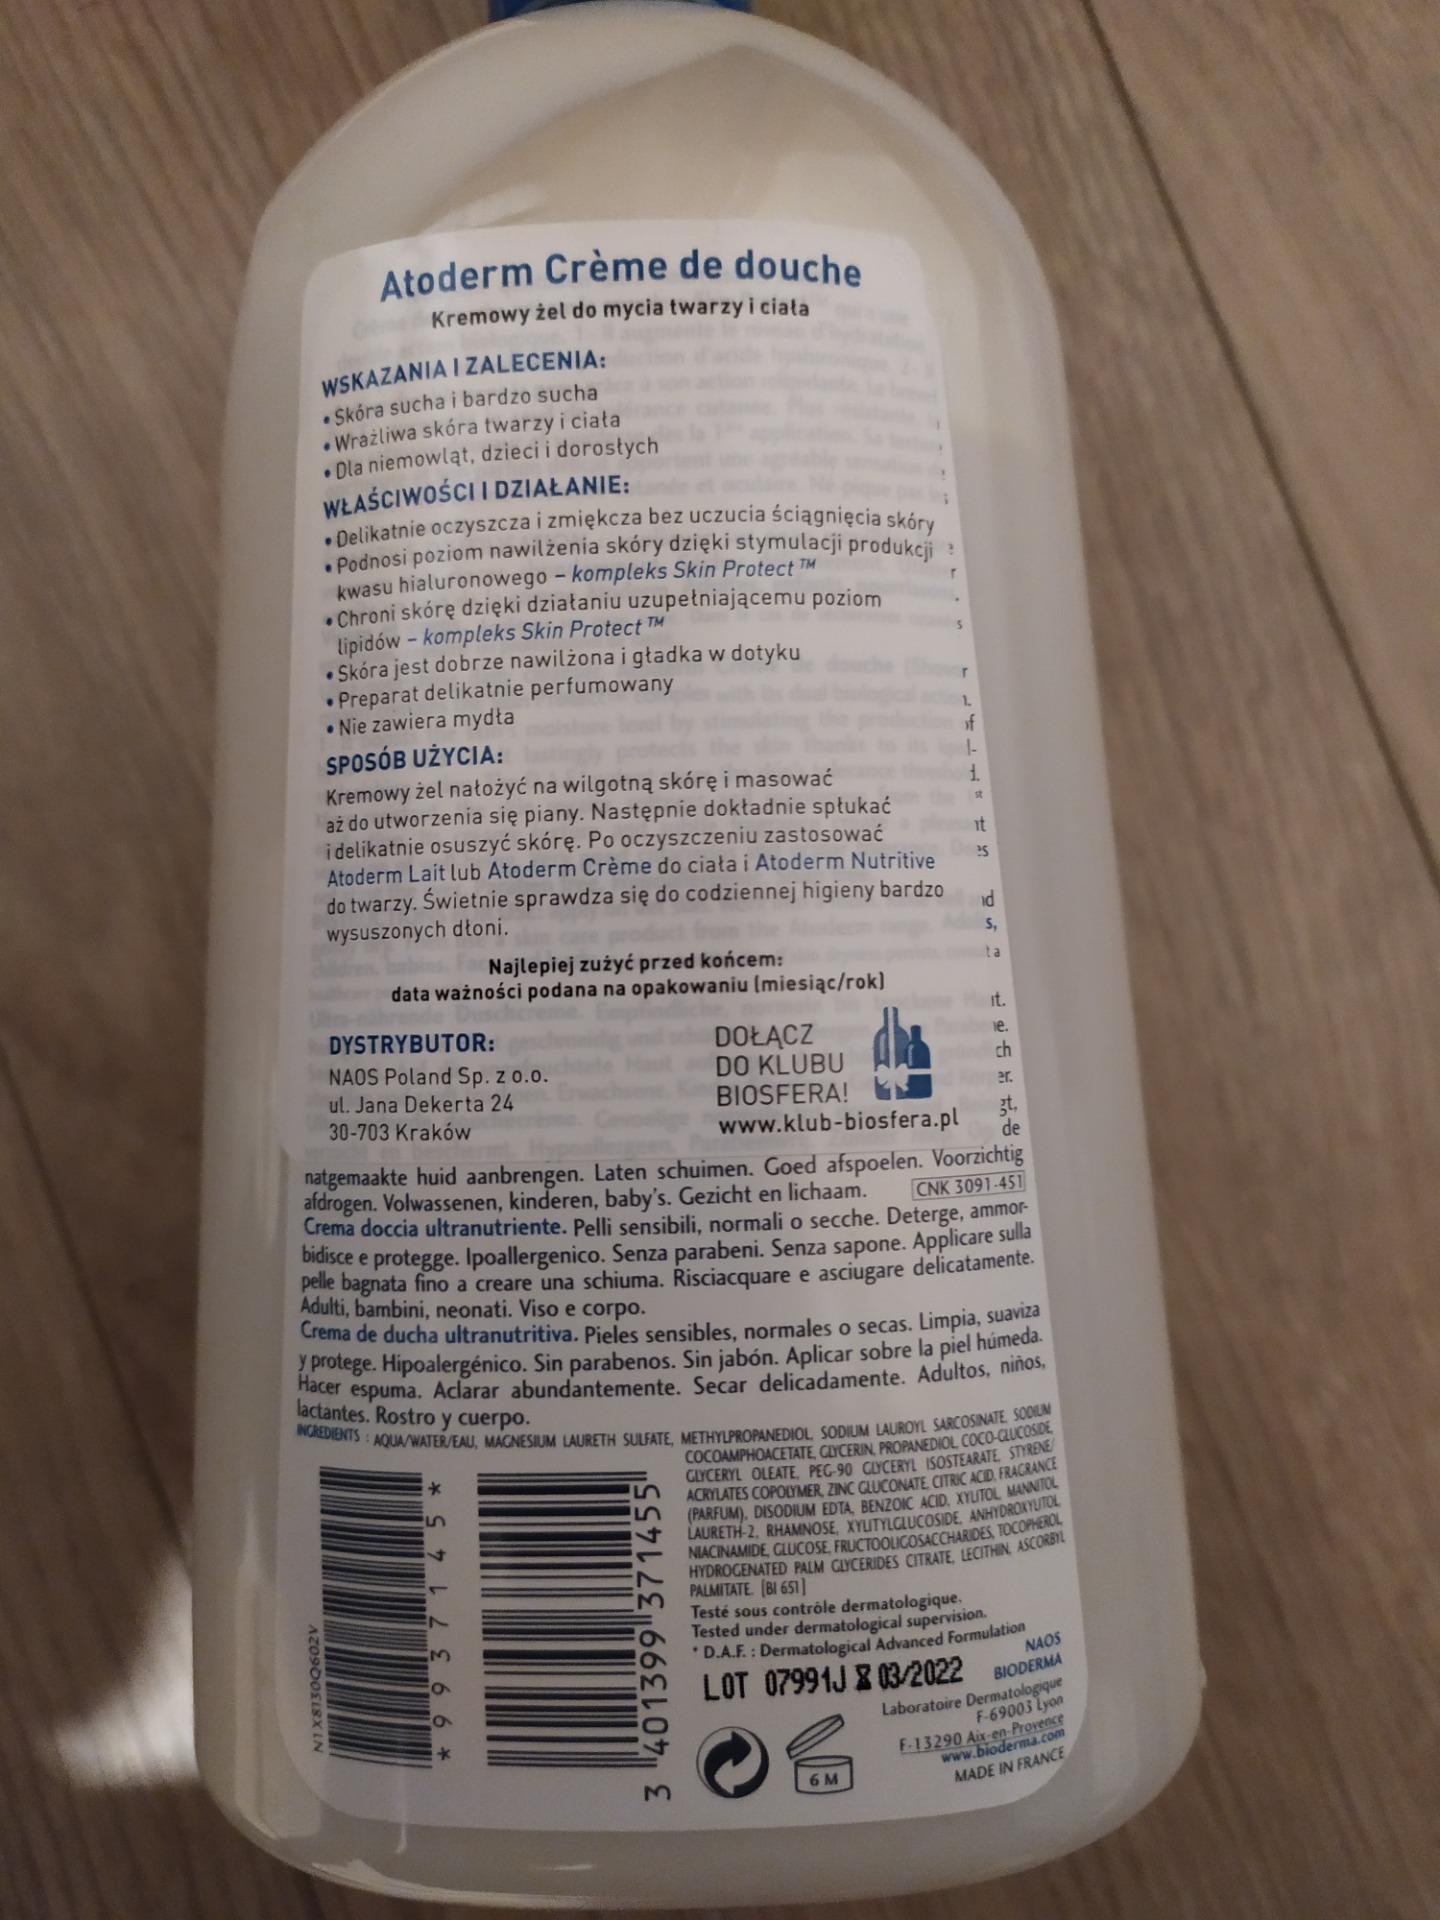 Atoderm Crème de douche
Kremowy żel do mycia twarzy i ciała
WSKAZANIA I ZALECENIA:
• Skóra sucha i bardzo sucha
• Wrażliwa skóra twarzy i ciała
• Dla niemowląt, dzieci i dorosłych
WŁAŚCIWOŚCI I DZIAŁANIE:
• Delikatnie oczyszcza i zmiękcza bez uczucia ściągnięcia skóry
• Podnosi poziom nawilżenia skóry dzięki stymulacji produkcji
kwasu hialuronowego – kompleks Skin Protect™
• Chroni skórę dzięki działaniu uzupełniającemu poziom
lipidów – kompleks Skin Protect™
• Skóra jest dobrze nawilżona i gładka w dotyku
• Preparat delikatnie perfumowany
• Nie zawiera mydła
SPOSÓB UŻYCIA:
Kremowy żel nałożyć na wilgotną skórę i masować
aż do utworzenia się piany. Następnie dokładnie spłukać
i delikatnie osuszyć skórę. Po oczyszczeniu zastosować
Atoderm Lait lub Atoderm Crème do ciała i Atoderm Nutritive
do twarzy. Świetnie sprawdza się do codziennej higieny bardzo
wysuszonych dłoni.
Najlepiej zużyć przed końcem:
data ważności podana na opakowaniu (miesiąc/rok)
DYSTRYBUTOR:
NAOS Poland Sp. z o.o.
ul. Jana Dekerta 24
30-703 Kraków
DOŁĄCZ
DO KLUBU
BIOSFERA!
www.klub-biosfera.pl
natgemaakte huid aanbrengen. Laten schuimen. Goed afspoelen. Voorzichtig
afdrogen. Volwassenen, kinderen, baby's. Gezicht en lichaam. CNK 3091-451
Crema doccia ultranutriente. Pelli sensibili, normali o secche. Deterge, ammor-
bidisce e protegge. Ipoallergenico. Senza parabeni. Senza sapone. Applicare sulla
pelle bagnata fino a creare una schiuma. Risciacquare e asciugare delicatamente.
Adulti, bambini, neonati. Viso e corpo.
Crema de ducha ultranutritiva. Pieles sensibles, normales o secas. Limpia, suaviza
y protege. Hipoalergénico. Sin parabenos. Sin jabón. Aplicar sobre la piel húmeda.
Hacer espuma. Aclarar abundantemente. Secar delicadamente. Adultos, niños,
lactantes. Rostro y cuerpo.
INGREDIENTS : AQUA/WATER/EAU, MAGNESIUM LAURETH SULFATE, METHYLPROPANEDIOL, SODIUM LAUROYL SARCOSINATE, SODIUM
COCOAMPHOACETATE, GLYCERIN, PROPANEDIOL, COCO-GLUCOSIDE,
GLYCERYL OLEATE, PEG-90 GLYCERYL ISOSTEARATE, STYRENE/
ACRYLATES COPOLYMER, ZINC GLUCONATE, CITRIC ACID, FRAGRANCE
(PARFUM), DISODIUM EDTA, BENZOIC ACID, XYLITOL, MANNITOL,
LAURETH-2, RHAMNOSE, XYLITYLGLUCOSIDE, ANHYDROXYLITOL,
NIACINAMIDE, GLUCOSE, FRUCTOOLIGOSACCHARIDES, TOCOPHEROL,
HYDROGENATED PALM GLYCERIDES CITRATE, LECITHIN, ASCORBYL
PALMITATE. [BI 651]
Testé sous contrôle dermatologique.
Tested under dermatological supervision.
* D.A.F. : Dermatological Advanced Formulation
LOT 07991J 03/2022
NAOS
BIODERMA
Laboratoire Dermatologique
F-69003 Lyon
F-13290 Aix-en-Provence
www.bioderma.com
MADE IN FRANCE
6 M
N1X8130Q602V
*9937145*
3 401399 371455